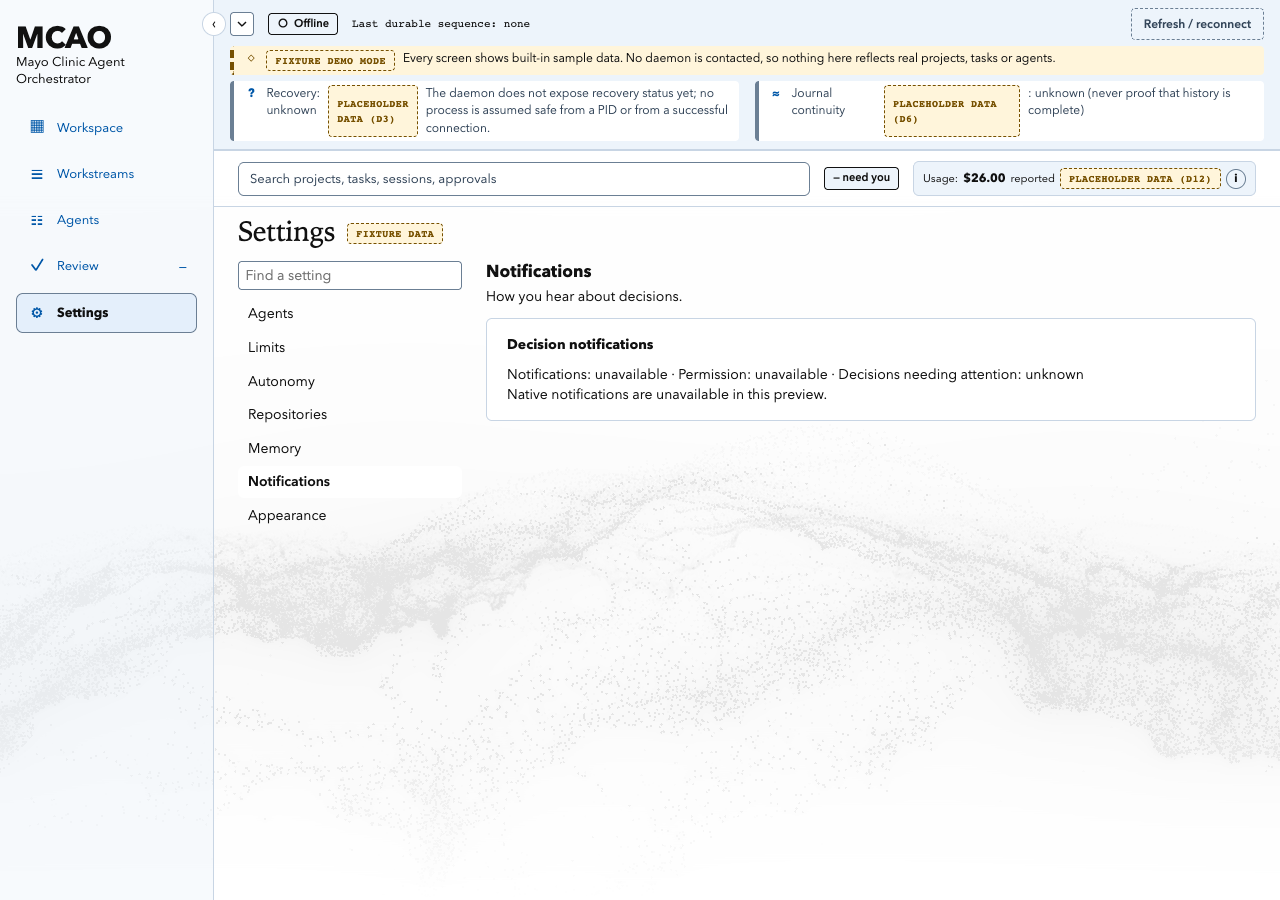 MCAO
Mayo Clinic Agent
Orchestrator
Workspace
Workstreams
Agents
Review –
Settings
Offline
Last durable sequence: none
Refresh / reconnect
FIXTURE DEMO MODE
Every screen shows built-in sample data. No daemon is contacted, so nothing here reflects real projects, tasks or agents.
? Recovery:
unknown
PLACEHOLDER
DATA (D3)
The daemon does not expose recovery status yet; no
process is assumed safe from a PID or from a successful
connection.
≈ Journal
continuity
PLACEHOLDER DATA
(D6)
: unknown (never proof that history is
complete)
Search projects, tasks, sessions, approvals
– need you
Usage: $26.00 reported
PLACEHOLDER DATA (D12)
i
Settings
FIXTURE DATA
Find a setting
Agents
Limits
Autonomy
Repositories
Memory
Notifications
Appearance
Notifications
How you hear about decisions.
Decision notifications
Notifications: unavailable · Permission: unavailable · Decisions needing attention: unknown
Native notifications are unavailable in this preview.